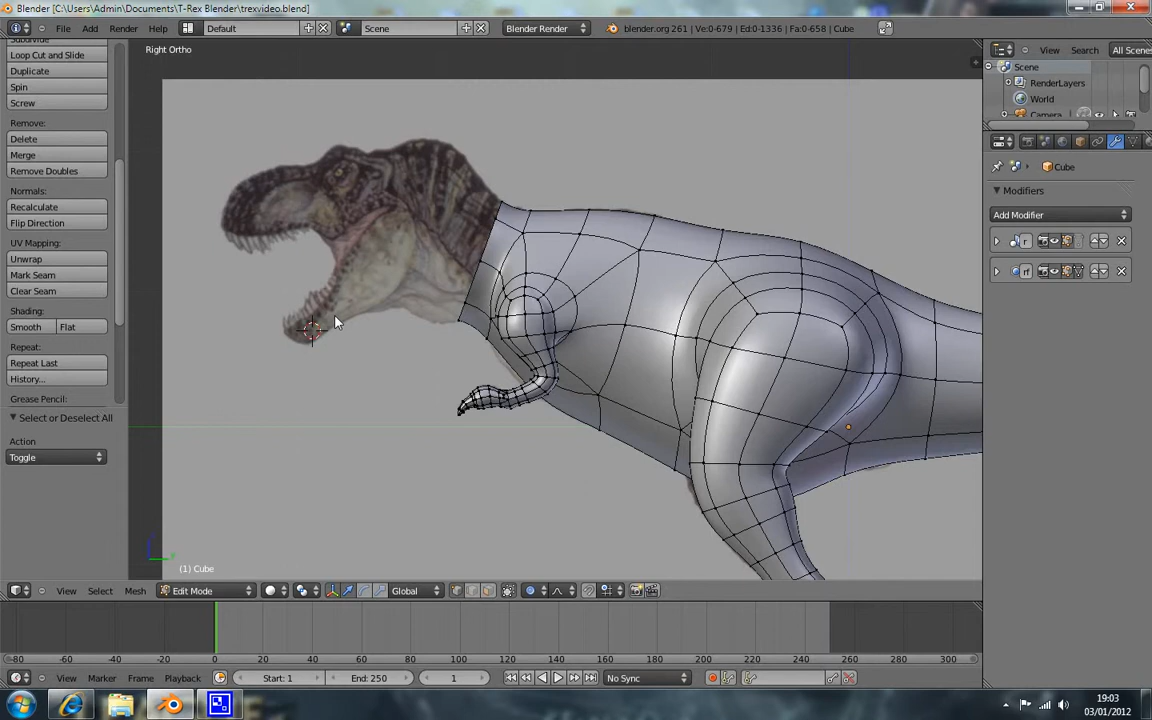 Blender [C:\Users\Admin\Documents\T-Rex Blender\trexvideo.blend]
File Add Render Help Default Scene Blender Render blender.org 261 | Ve:0-679 | Ed:0-1336 | Fa:0-658 | Cube
Subdivide
Loop Cut and Slide
Duplicate
Spin
Screw
Remove:
Delete
Merge
Remove Doubles
Normals:
Recalculate
Flip Direction
UV Mapping:
Unwrap
Mark Seam
Clear Seam
Shading:
Smooth Flat
Repeat:
Repeat Last
History...
Grease Pencil:
Select or Deselect All
Action
Toggle
Right Ortho
(1) Cube
View Search All Scenes
Scene
RenderLayers
World
Camera
Cube
Modifiers
Add Modifier
View Select Mesh Edit Mode Global
-80 -60 -40 -20 0 20 40 60 80 100 120 140 160 180 200 220 240 260 280 300
View Marker Frame Playback Start: 1 End: 250 1 No Sync
19:03
03/01/2012